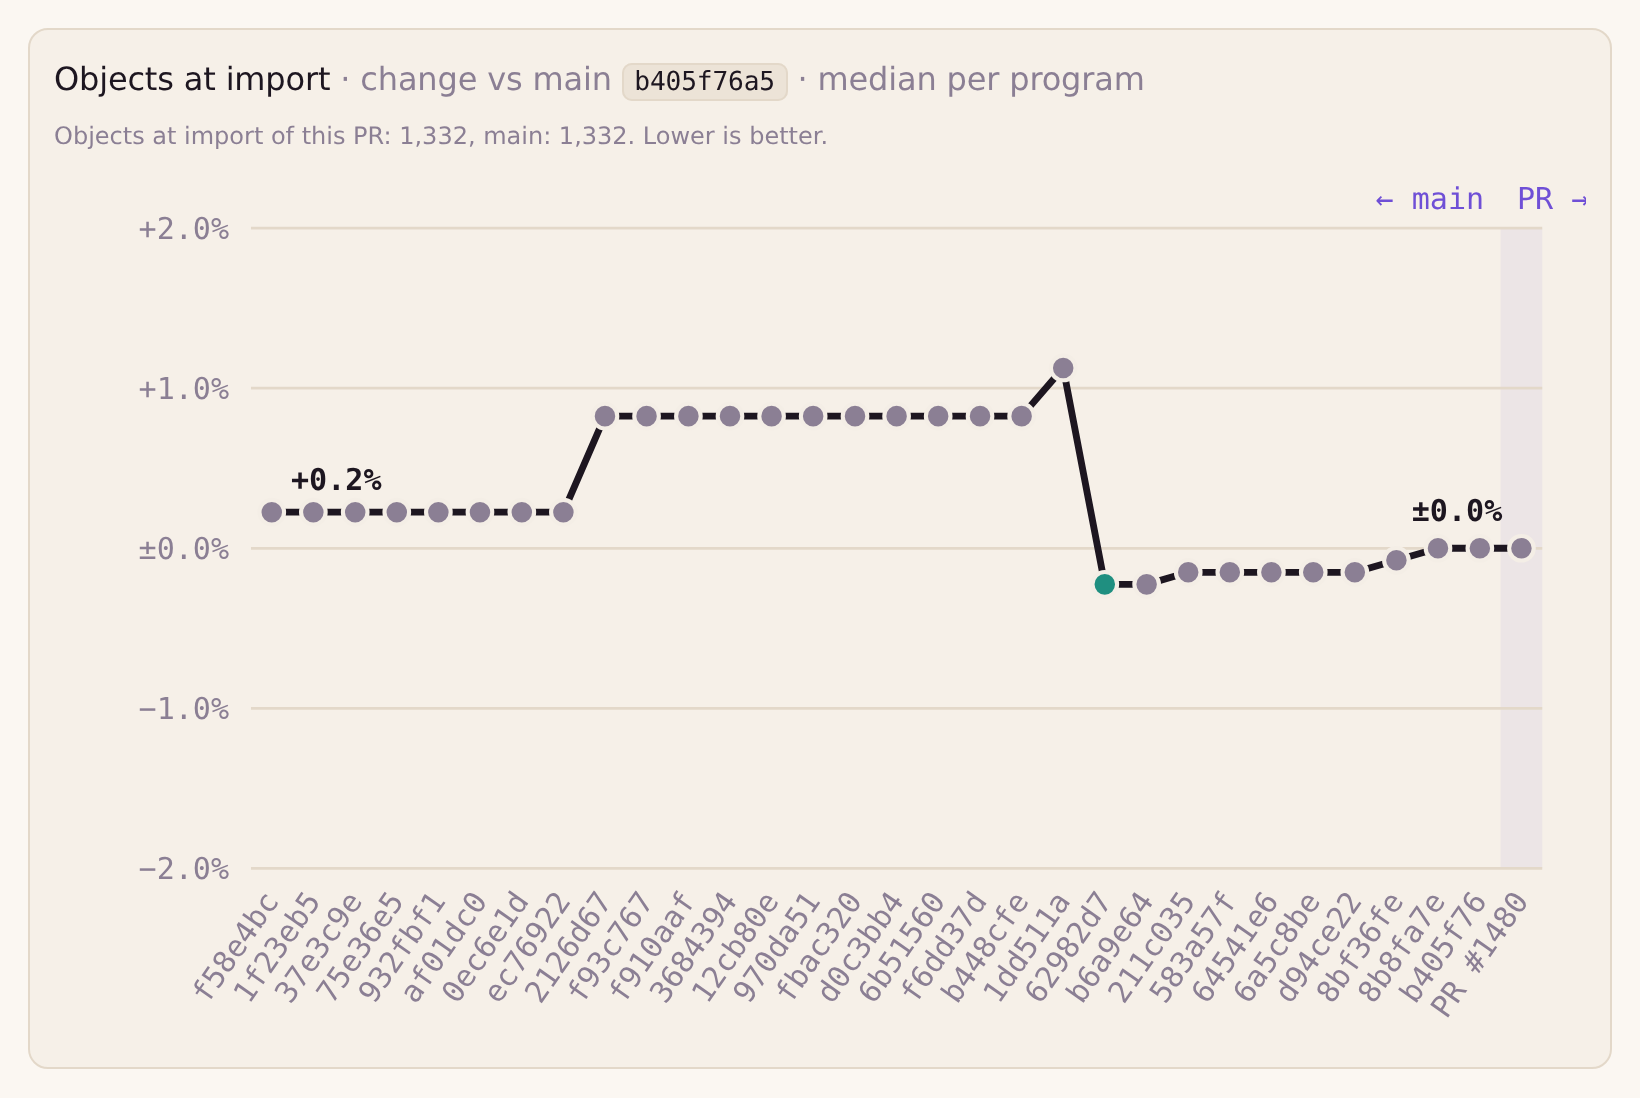 Objects at import · change vs main b405f76a5 · median per program
Objects at import of this PR: 1,332, main: 1,332. Lower is better.
← main PR →
+2.0%
+1.0%
±0.0%
−1.0%
−2.0%
+0.2%
±0.0%
f58e4bc
1f23eb5
37e3c9e
75e36e5
932fbf1
af01dc0
0ec6e1d
ec76922
2126d67
f93c767
f910aaf
3684394
12cb80e
970da51
fbac320
d0c3bb4
6b51560
f6dd37d
b448cfe
1dd511a
62982d7
b6a9e64
211c035
583a57f
64541e6
6a5c8be
d94ce22
8bf36fe
8b8fa7e
b405f76
PR #1480